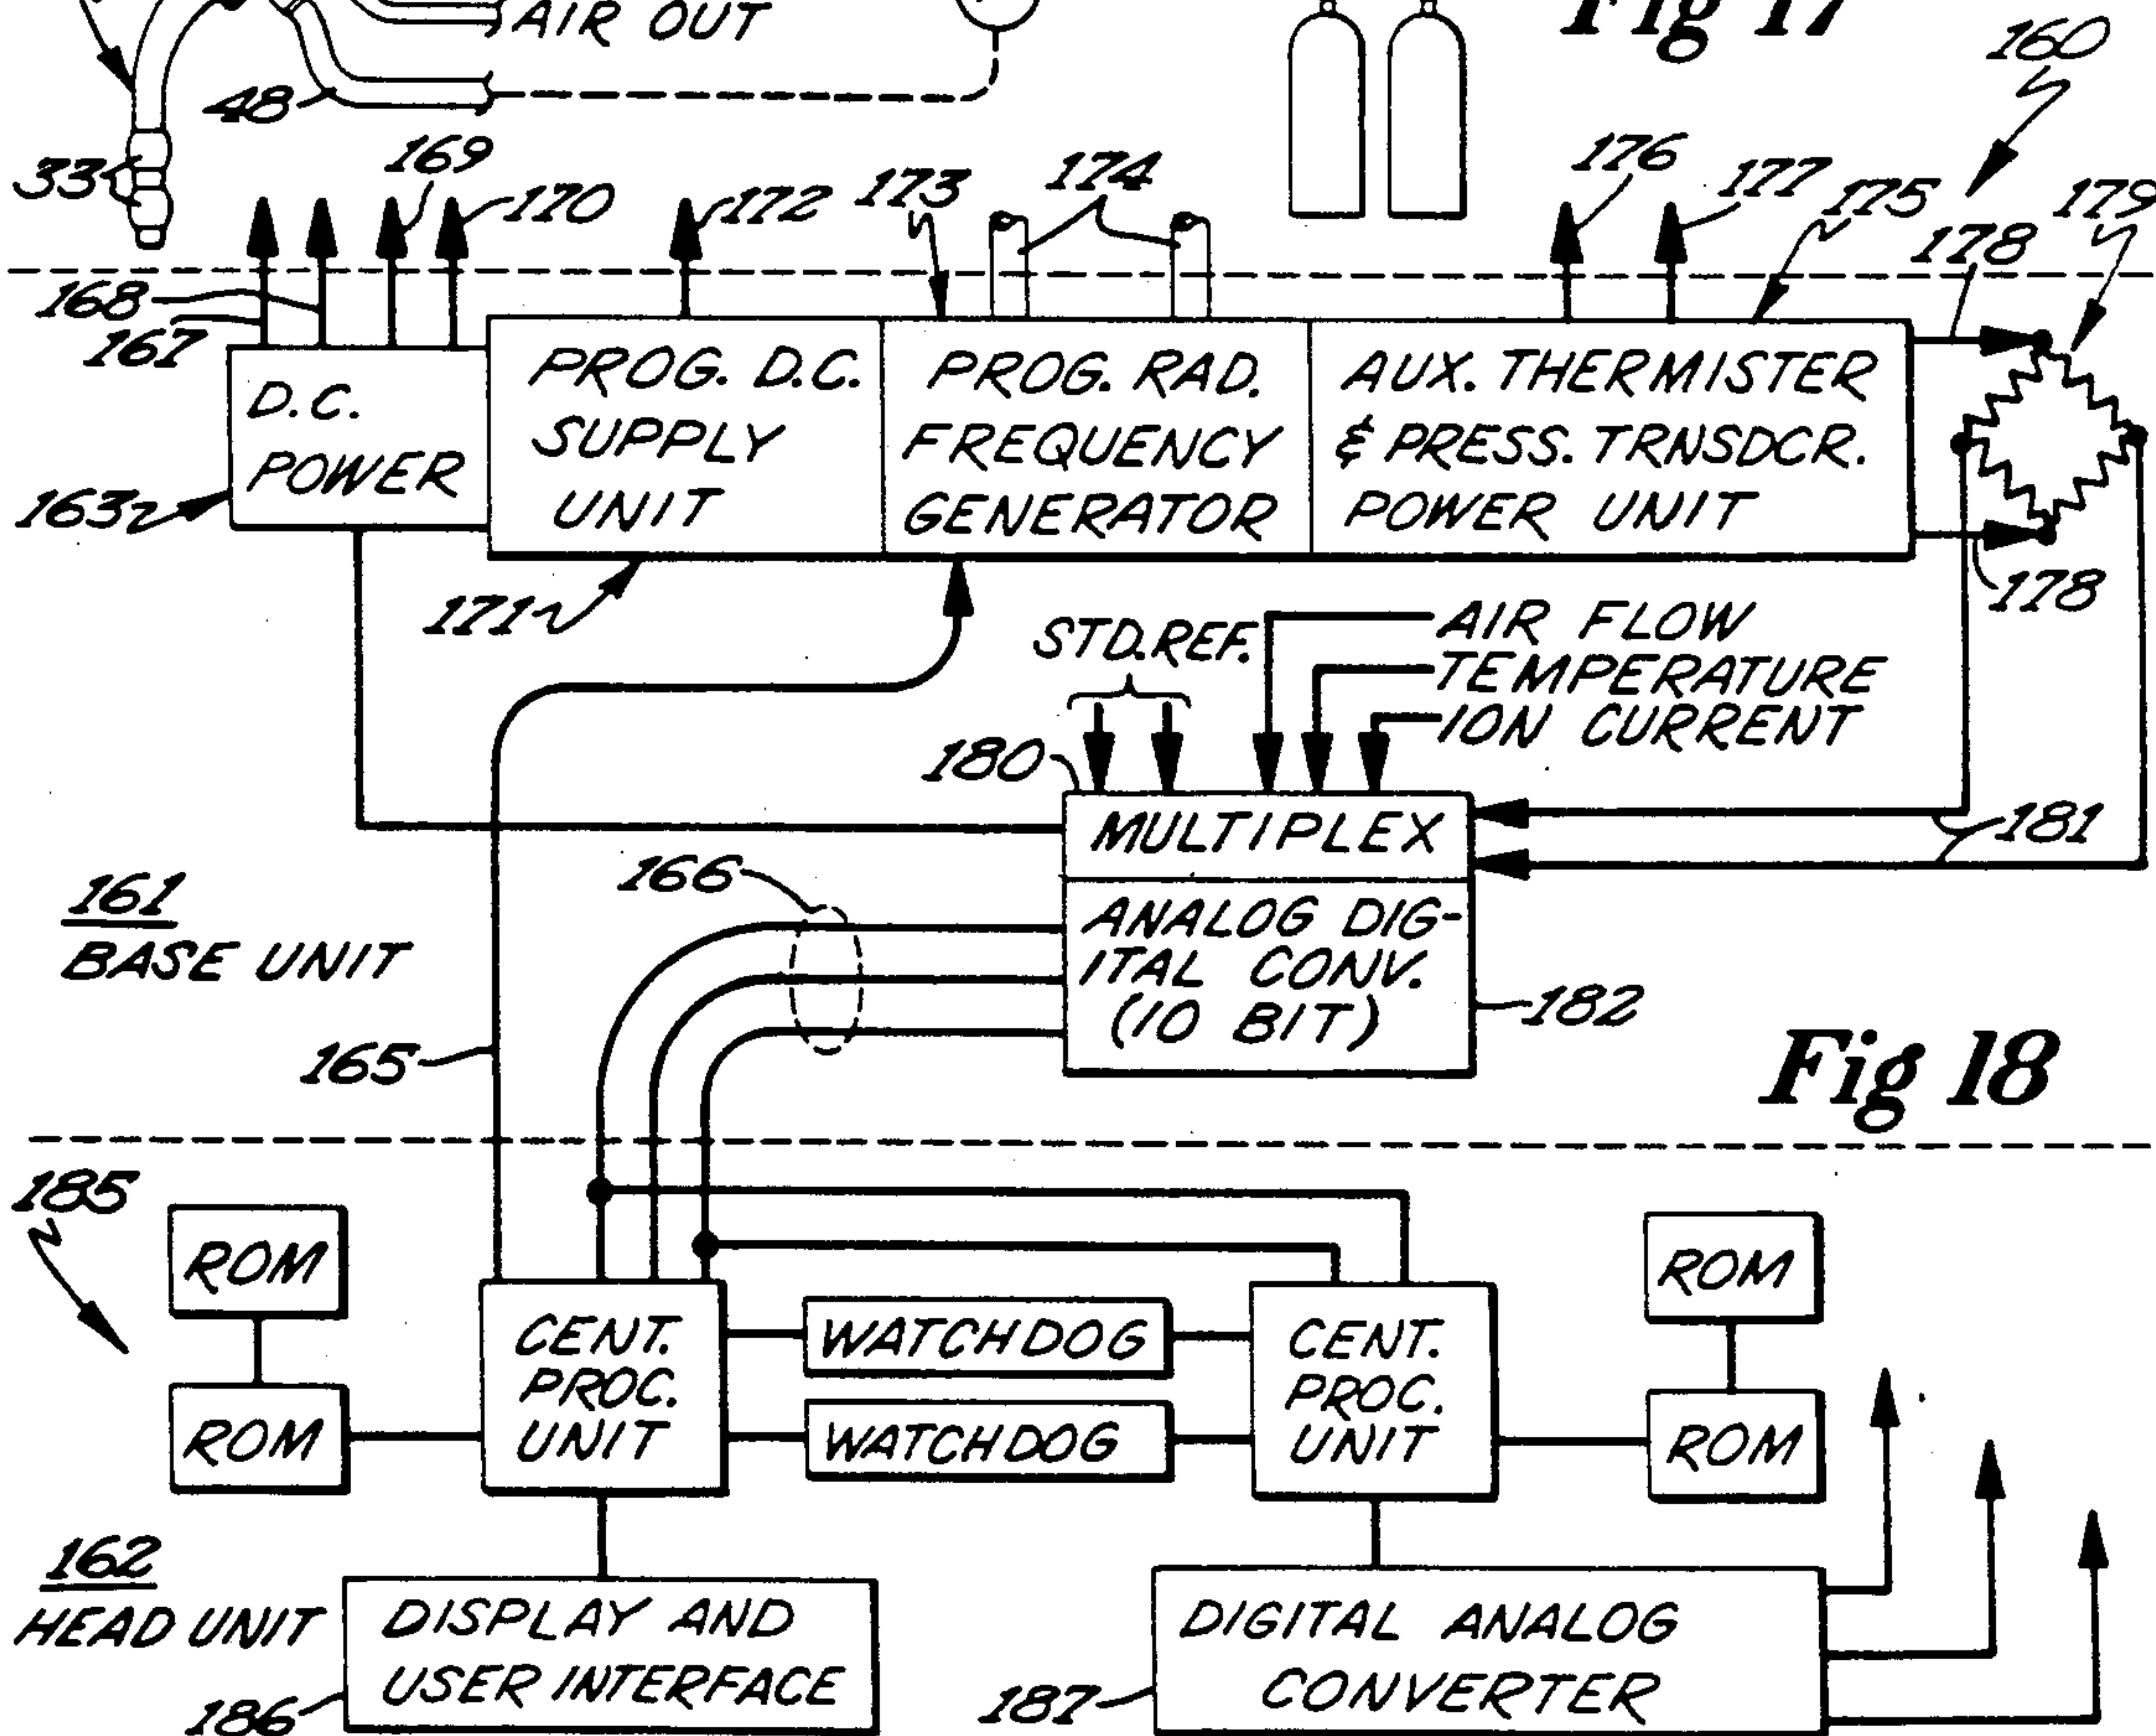 AIR OUT
Fig 17
160
48
33
169
170
172
173
174
176
177
175
178
179
168
167
D.C.
POWER
163
PROG. D.C.
SUPPLY
UNIT
PROG. RAD.
FREQUENCY
GENERATOR
AUX. THERMISTER
& PRESS. TRNSDCR.
POWER UNIT
171
178
STD. REF.
AIR FLOW
TEMPERATURE
ION CURRENT
180
MULTIPLEX
181
166
161
BASE UNIT
ANALOG DIG-
ITAL CONV.
(10 BIT)
182
165
Fig 18
185
ROM
ROM
CENT.
PROC.
UNIT
WATCHDOG
WATCHDOG
CENT.
PROC.
UNIT
ROM
ROM
162
HEAD UNIT
DISPLAY AND
USER INTERFACE
186
DIGITAL ANALOG
CONVERTER
187